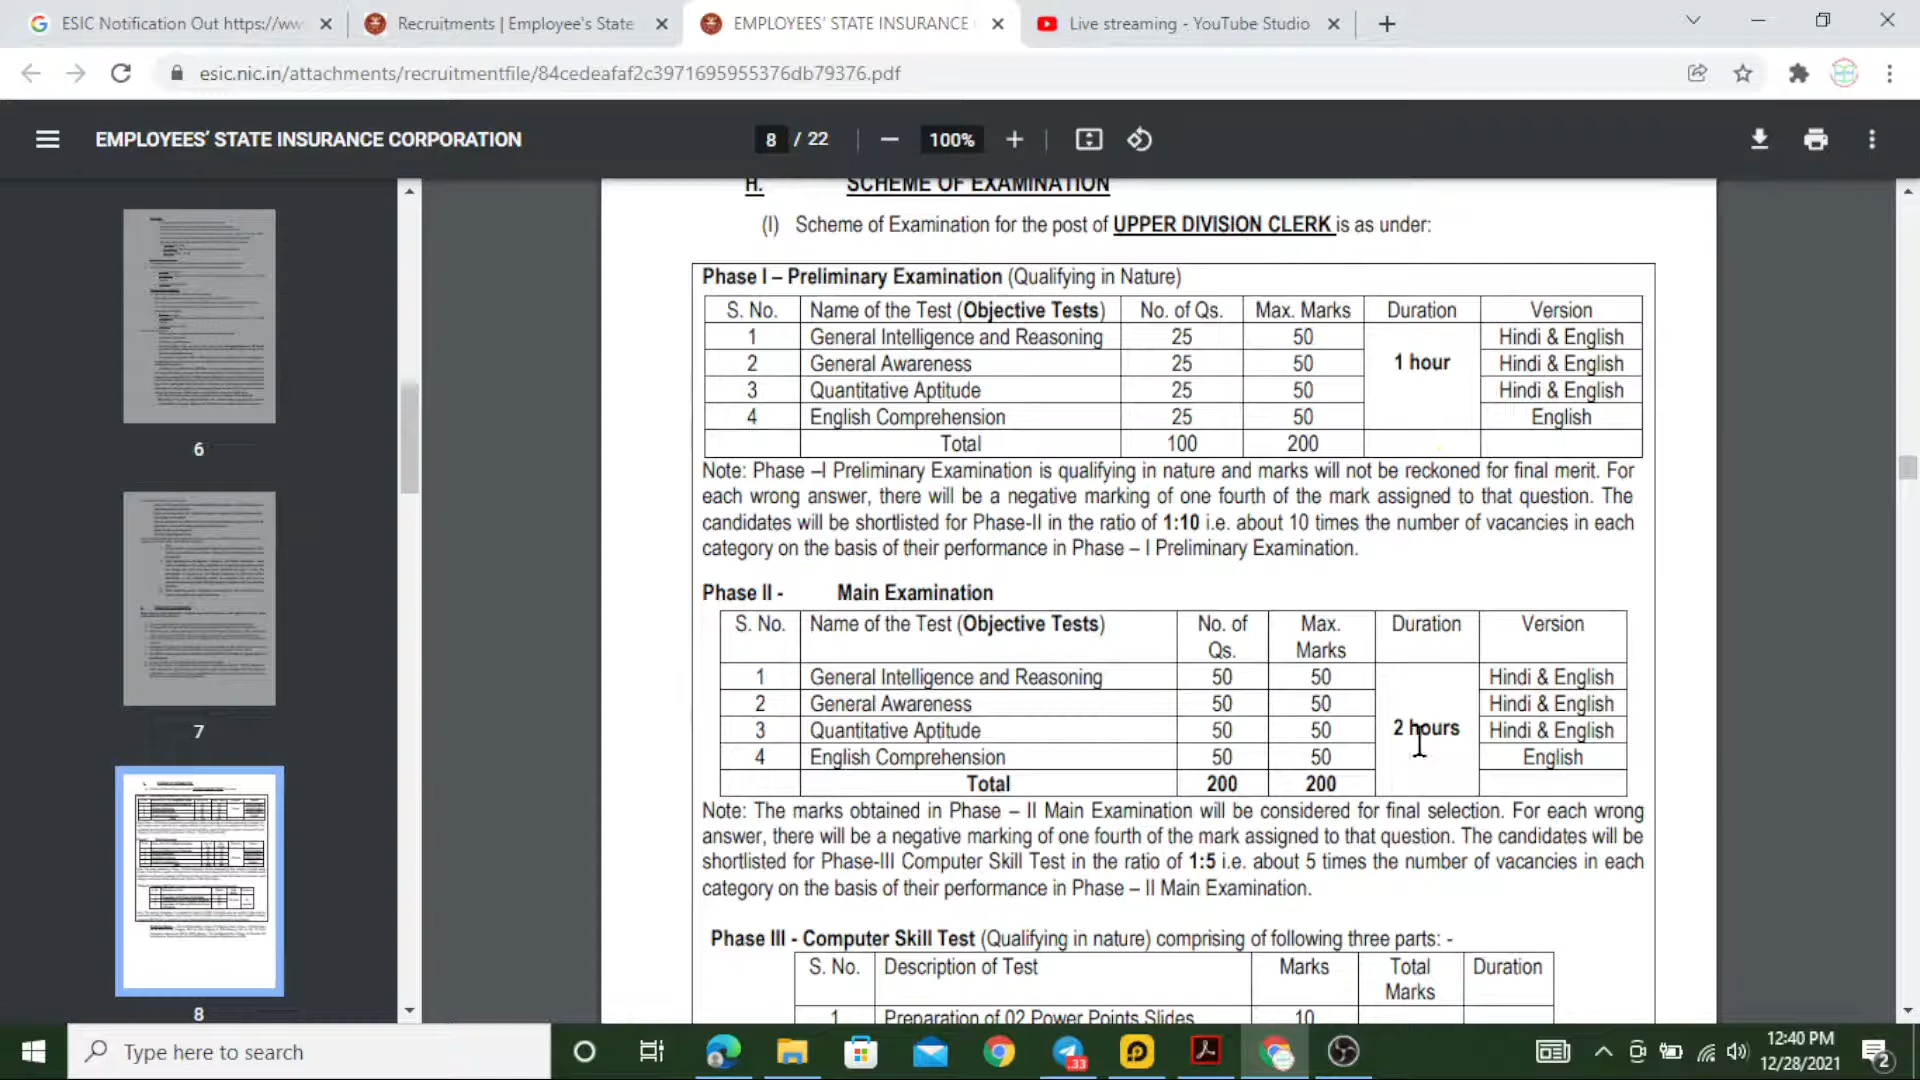 ESIC Notification Out https://ww
Recruitments | Employee's State
EMPLOYEES' STATE INSURANCE
Live streaming - YouTube Studio
esic.nic.in/attachments/recruitmentfile/84cedeafaf2c3971695955376db79376.pdf
EMPLOYEES' STATE INSURANCE CORPORATION
8 / 22
100%
6
7
8
H. SCHEME OF EXAMINATION
(I) Scheme of Examination for the post of UPPER DIVISION CLERK is as under:
Phase I – Preliminary Examination (Qualifying in Nature)
S. No. Name of the Test (Objective Tests) No. of Qs. Max. Marks Duration Version
1 General Intelligence and Reasoning 25 50 Hindi & English
2 General Awareness 25 50 1 hour Hindi & English
3 Quantitative Aptitude 25 50 Hindi & English
4 English Comprehension 25 50 English
Total 100 200
Note: Phase –I Preliminary Examination is qualifying in nature and marks will not be reckoned for final merit. For
each wrong answer, there will be a negative marking of one fourth of the mark assigned to that question. The
candidates will be shortlisted for Phase-II in the ratio of 1:10 i.e. about 10 times the number of vacancies in each
category on the basis of their performance in Phase – I Preliminary Examination.
Phase II - Main Examination
S. No. Name of the Test (Objective Tests) No. of Max. Duration Version
Qs. Marks
1 General Intelligence and Reasoning 50 50 Hindi & English
2 General Awareness 50 50 Hindi & English
3 Quantitative Aptitude 50 50 2 hours Hindi & English
4 English Comprehension 50 50 English
Total 200 200
Note: The marks obtained in Phase – II Main Examination will be considered for final selection. For each wrong
answer, there will be a negative marking of one fourth of the mark assigned to that question. The candidates will be
shortlisted for Phase-III Computer Skill Test in the ratio of 1:5 i.e. about 5 times the number of vacancies in each
category on the basis of their performance in Phase – II Main Examination.
Phase III - Computer Skill Test (Qualifying in nature) comprising of following three parts: -
S. No. Description of Test Marks Total Duration
Marks
1 Preparation of 02 Power Points Slides 10
Type here to search
33
12:40 PM
12/28/2021
2